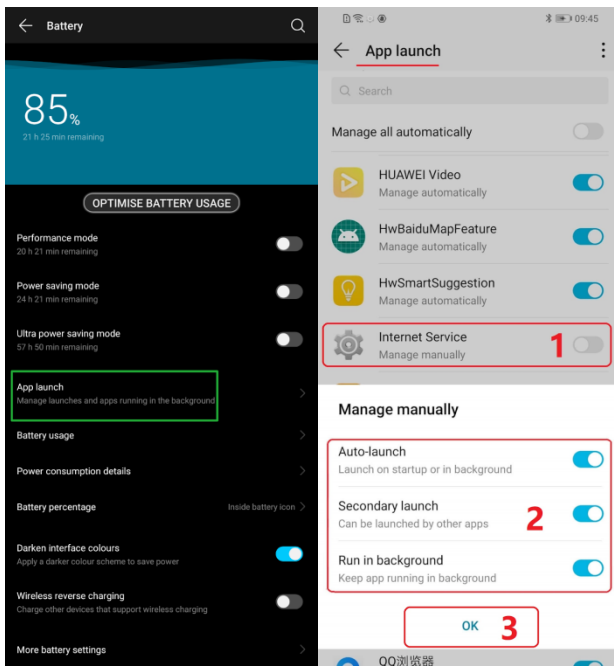 Battery
85%
21 h 25 min remaining
OPTIMISE BATTERY USAGE
Performance mode
20 h 21 min remaining
Power saving mode
24 h 21 min remaining
Ultra power saving mode
57 h 50 min remaining
App launch
Manage launches and apps running in the background
Battery usage
Power consumption details
Battery percentage
Inside battery icon
Darken interface colours
Apply a darker colour scheme to save power
Wireless reverse charging
Charge other devices that support wireless charging
More battery settings
09:45
App launch
Search
Manage all automatically
HUAWEI Video
Manage automatically
HwBaiduMapFeature
Manage automatically
HwSmartSuggestion
Manage automatically
Internet Service
Manage manually
1
Manage manually
Auto-launch
Launch on startup or in background
Secondary launch
Can be launched by other apps
2
Run in background
Keep app running in background
OK
3
QQ浏览器